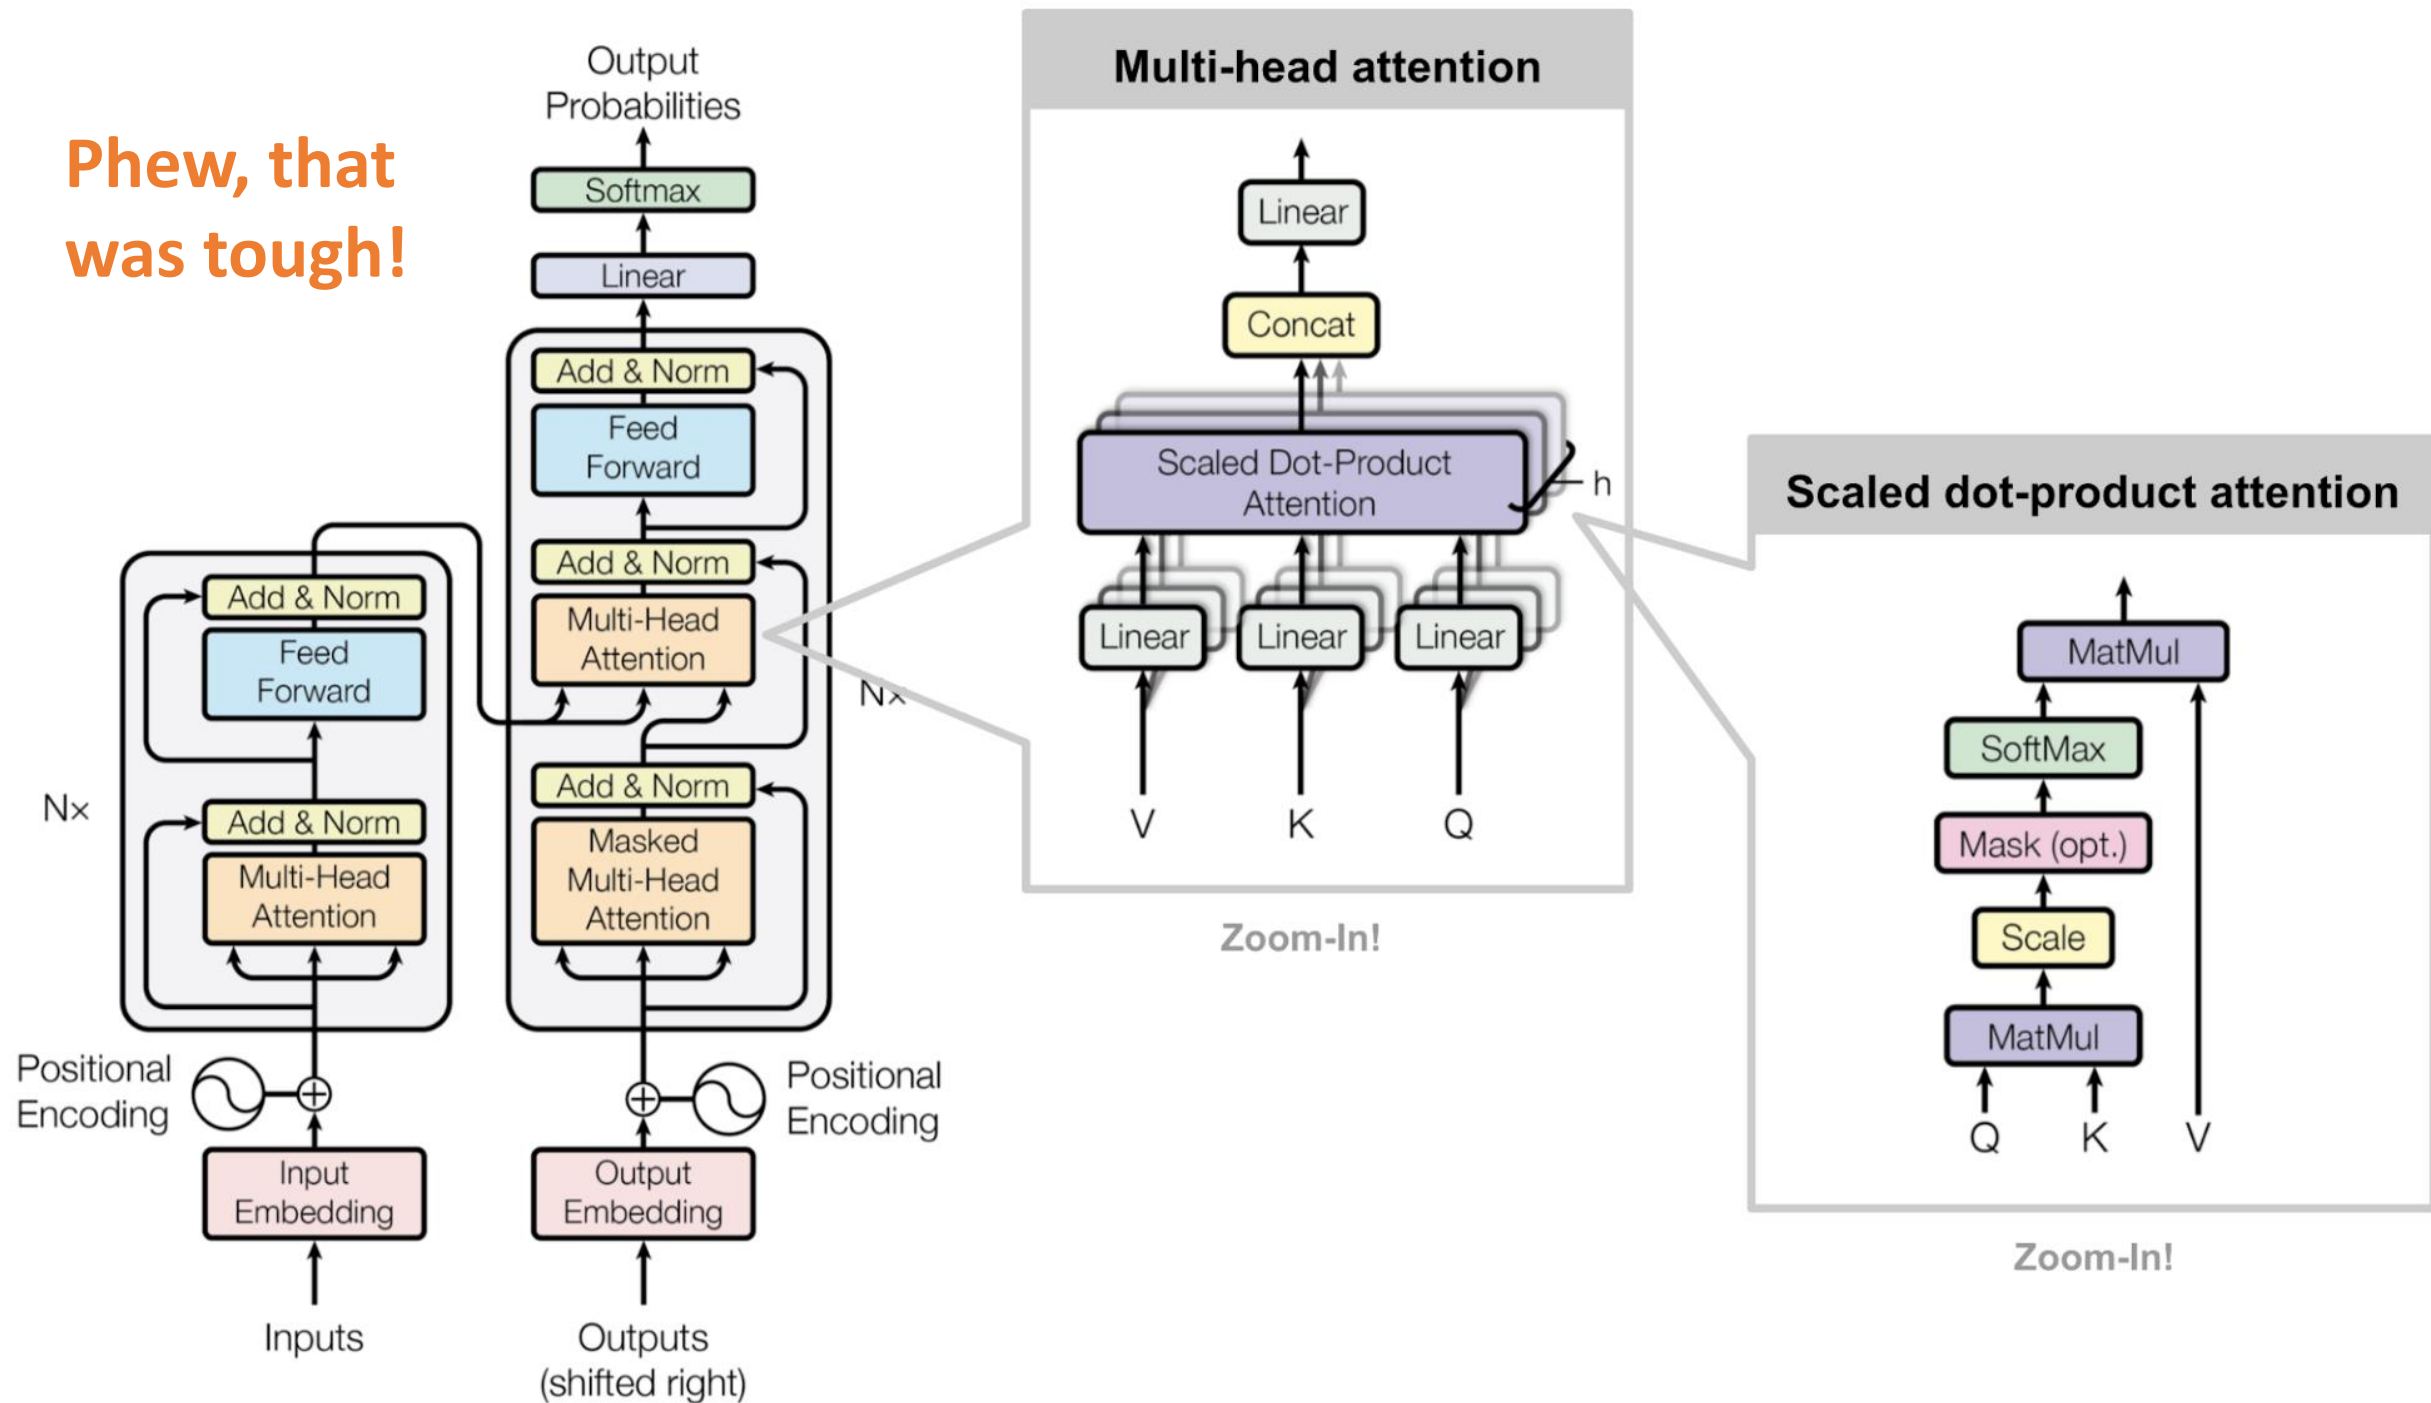 Phew, that
was tough!
Output
Probabilities
Softmax
Linear
Add & Norm
Feed
Forward
Add & Norm
Multi-Head
Attention
Nx
Add & Norm
Masked
Multi-Head
Attention
Positional
Encoding
Output
Embedding
Outputs
(shifted right)
Add & Norm
Feed
Forward
Nx
Add & Norm
Multi-Head
Attention
Positional
Encoding
Input
Embedding
Inputs
Multi-head attention
Linear
Concat
Scaled Dot-Product
Attention
h
Linear
Linear
Linear
V
K
Q
Zoom-In!
Scaled dot-product attention
MatMul
SoftMax
Mask (opt.)
Scale
MatMul
Q
K
V
Zoom-In!